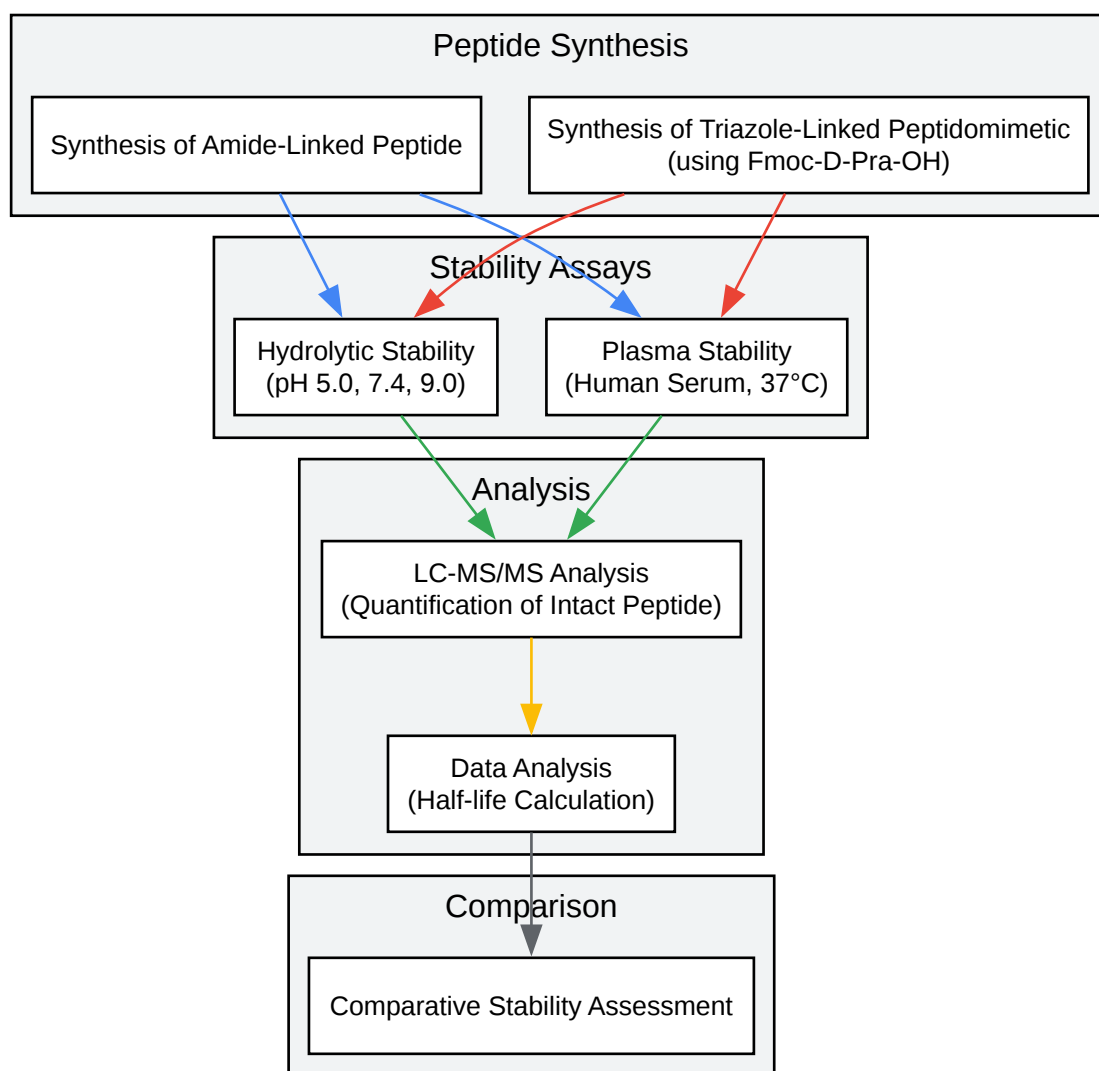 Peptide Synthesis
Synthesis of Amide-Linked Peptide
Synthesis of Triazole-Linked Peptidomimetic
(using Fmoc-D-Pra-OH)
Stability Assays
Hydrolytic Stability
(pH 5.0, 7.4, 9.0)
Plasma Stability
(Human Serum, 37°C)
Analysis
LC-MS/MS Analysis
(Quantification of Intact Peptide)
Data Analysis
(Half-life Calculation)
Comparison
Comparative Stability Assessment